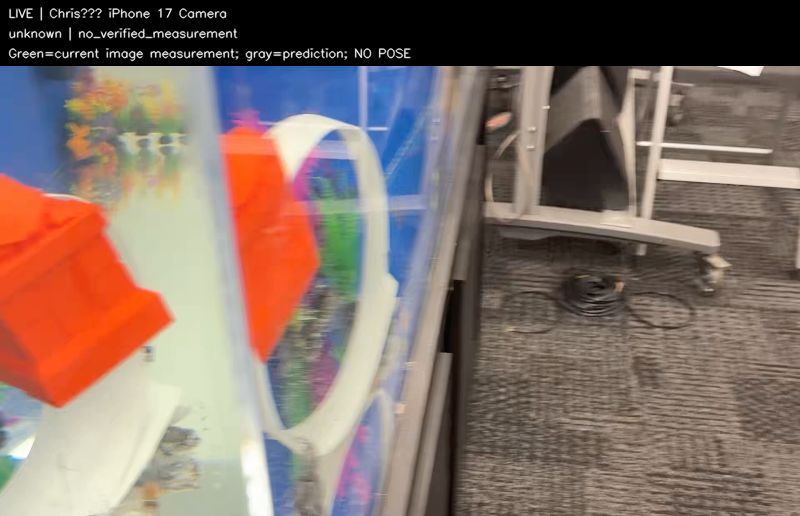 LIVE | Chris??? iPhone 17 Camera
unknown | no_verified_measurement
Green=current image measurement; gray=prediction; NO POSE